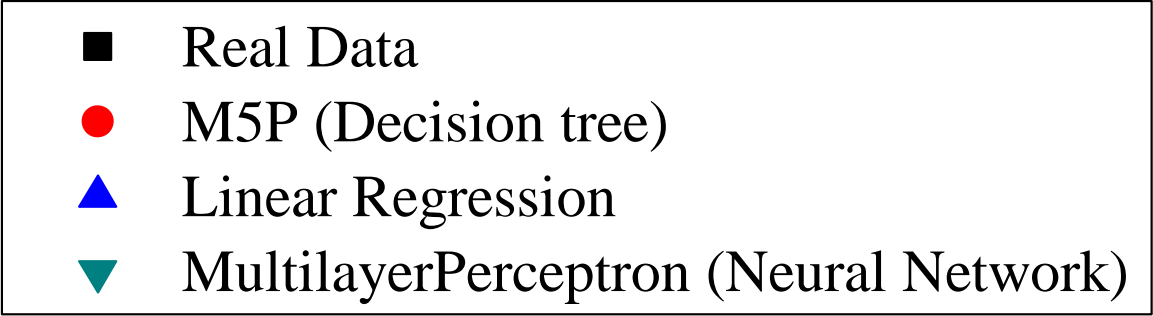 Real Data
M5P (Decision tree)
Linear Regression
MultilayerPerceptron (Neural Network)